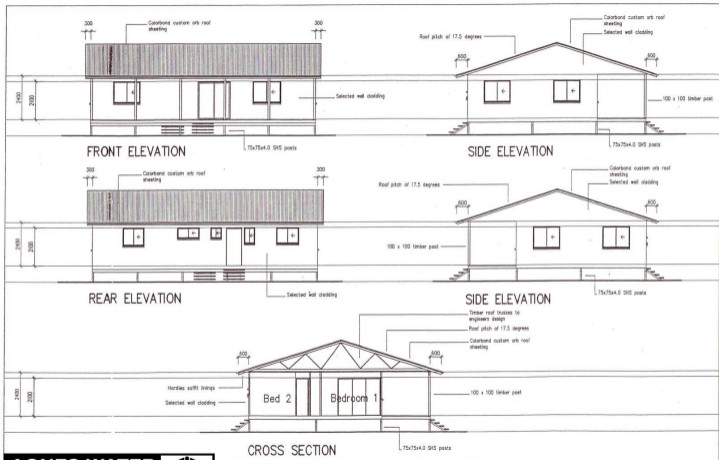 300
Colorbond custom orb roof
sheeting
300
2400
2100
Selected wall cladding
75x75x4.0 SHS posts
FRONT ELEVATION
Colorbond custom orb roof
sheeting
Roof pitch of 17.5 degrees
Selected wall cladding
600
600
100 x 100 timber post
75x75x4.0 SHS posts
SIDE ELEVATION
300
Colorbond custom orb roof
sheeting
300
2400
2100
Selected wall cladding
REAR ELEVATION
Colorbond custom orb roof
sheeting
Roof pitch of 17.5 degrees
Selected wall cladding
600
600
100 x 100 timber post
75x75x4.0 SHS posts
SIDE ELEVATION
Timber roof trusses to
engineers design
Roof pitch of 17.5 degrees
Colorbond custom orb roof
sheeting
600
600
Hardies soffit linings
Selected wall cladding
2400
2100
Bed 2
Bedroom 1
100 x 100 timber post
75x75x4.0 SHS posts
CROSS SECTION